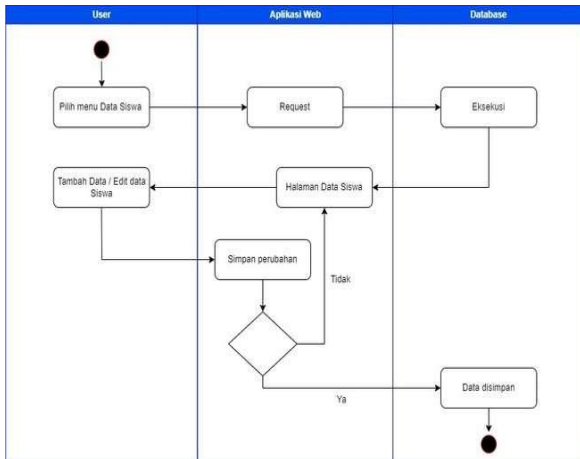 User
Aplikasi Web
Database
Pilih menu Data Siswa
Request
Eksekusi
Tambah Data / Edit data
Siswa
Halaman Data Siswa
Simpan perubahan
Tidak
Ya
Data disimpan